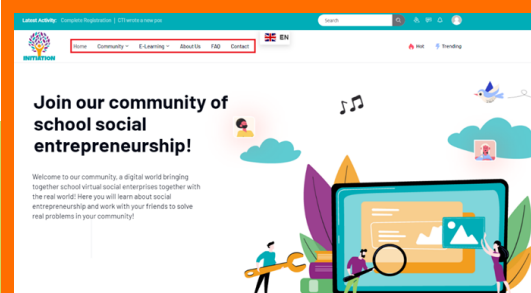 Latest Activity: Complete Registration | CTI wrote a new post
Search
INITIATION
Home Community E-Learning About Us FAQ Contact
EN
Hot Trending
Join our community of
school social
entrepreneurship!
Welcome to our community, a digital world bringing
together school virtual social enterprises together with
the real world! Here you will learn about social
entrepreneurship and work with your friends to solve
real problems in your community!